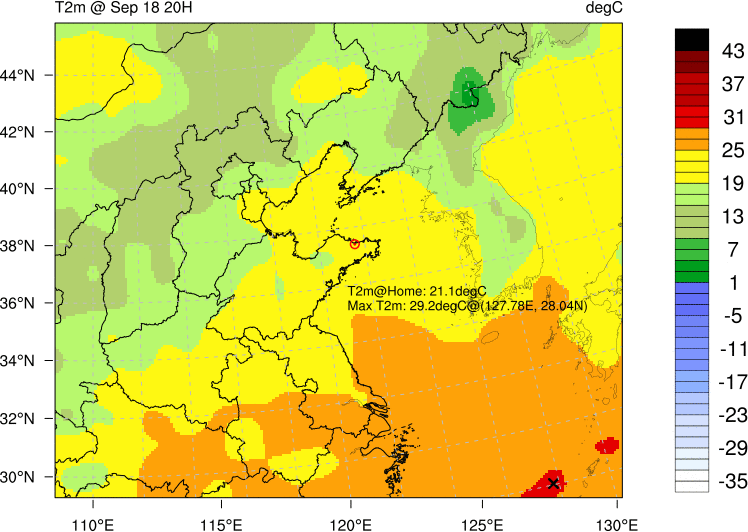 T2m @ Sep 18 20H degC
44°N
42°N
40°N
38°N
36°N
34°N
32°N
30°N
110°E 115°E 120°E 125°E 130°E
T2m@Home: 21.1degC
Max T2m: 29.2degC@(127.78E, 28.04N)
43
37
31
25
19
13
7
1
-5
-11
-17
-23
-29
-35